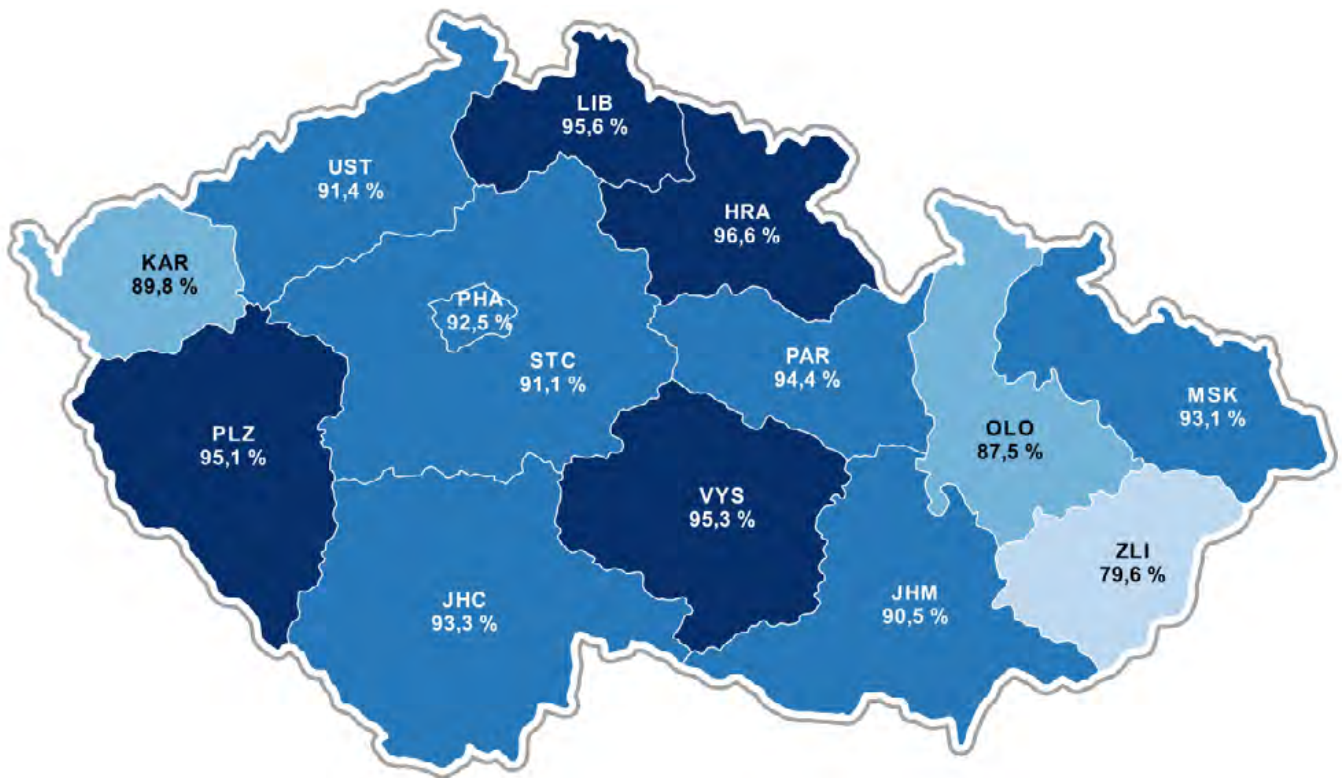 LIB
95,6 %
UST
91,4 %
HRA
96,6 %
KAR
89,8 %
PHA
92,5 %
STC
91,1 %
PAR
94,4 %
MSK
93,1 %
PLZ
95,1 %
OLO
87,5 %
VYS
95,3 %
ZLI
79,6 %
JHC
93,3 %
JHM
90,5 %